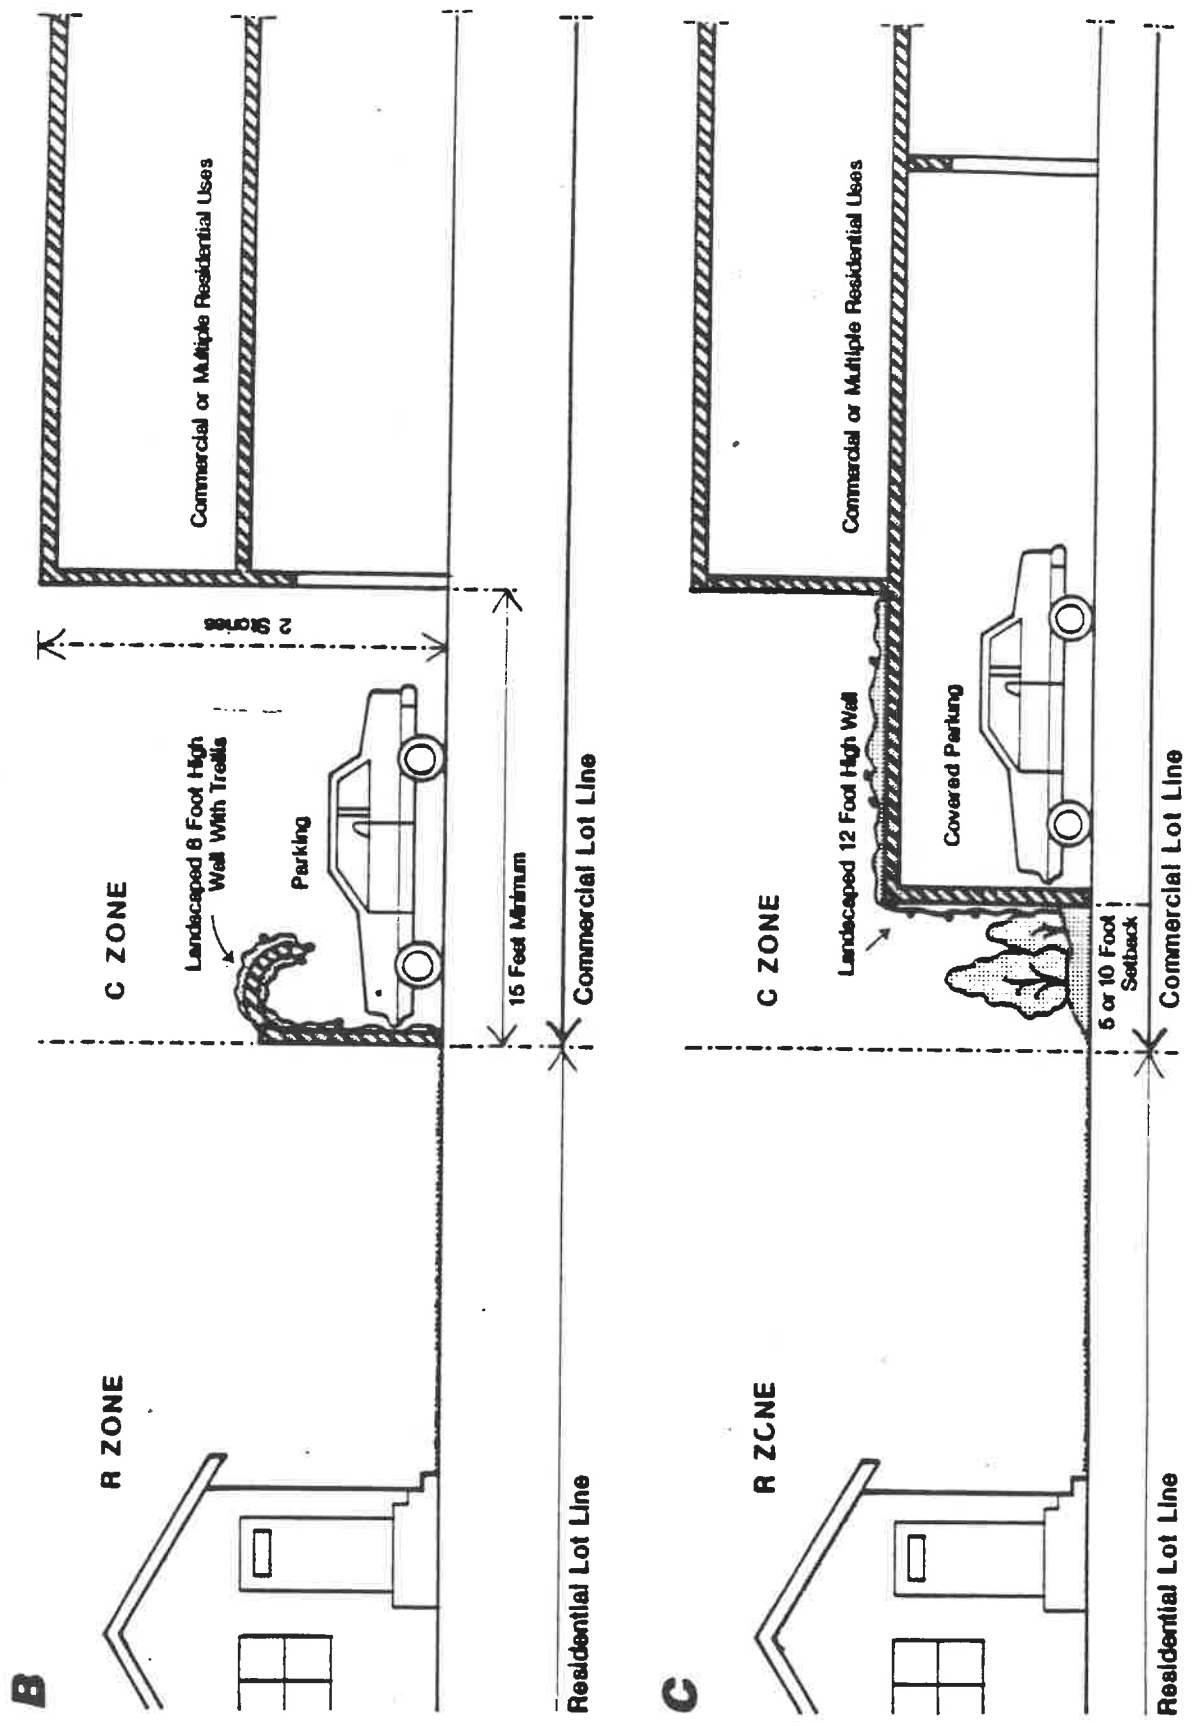 B
R ZONE
C ZONE
Landscaped 8 Foot High
Wall With Trellis
Parking
2 Stories
Commercial or Multiple Residential Uses
15 Feet Minimum
Residential Lot Line
Commercial Lot Line
C
R ZONE
C ZONE
Landscaped 12 Foot High Wall
Covered Parking
Commercial or Multiple Residential Uses
5 or 10 Foot
Setback
Residential Lot Line
Commercial Lot Line